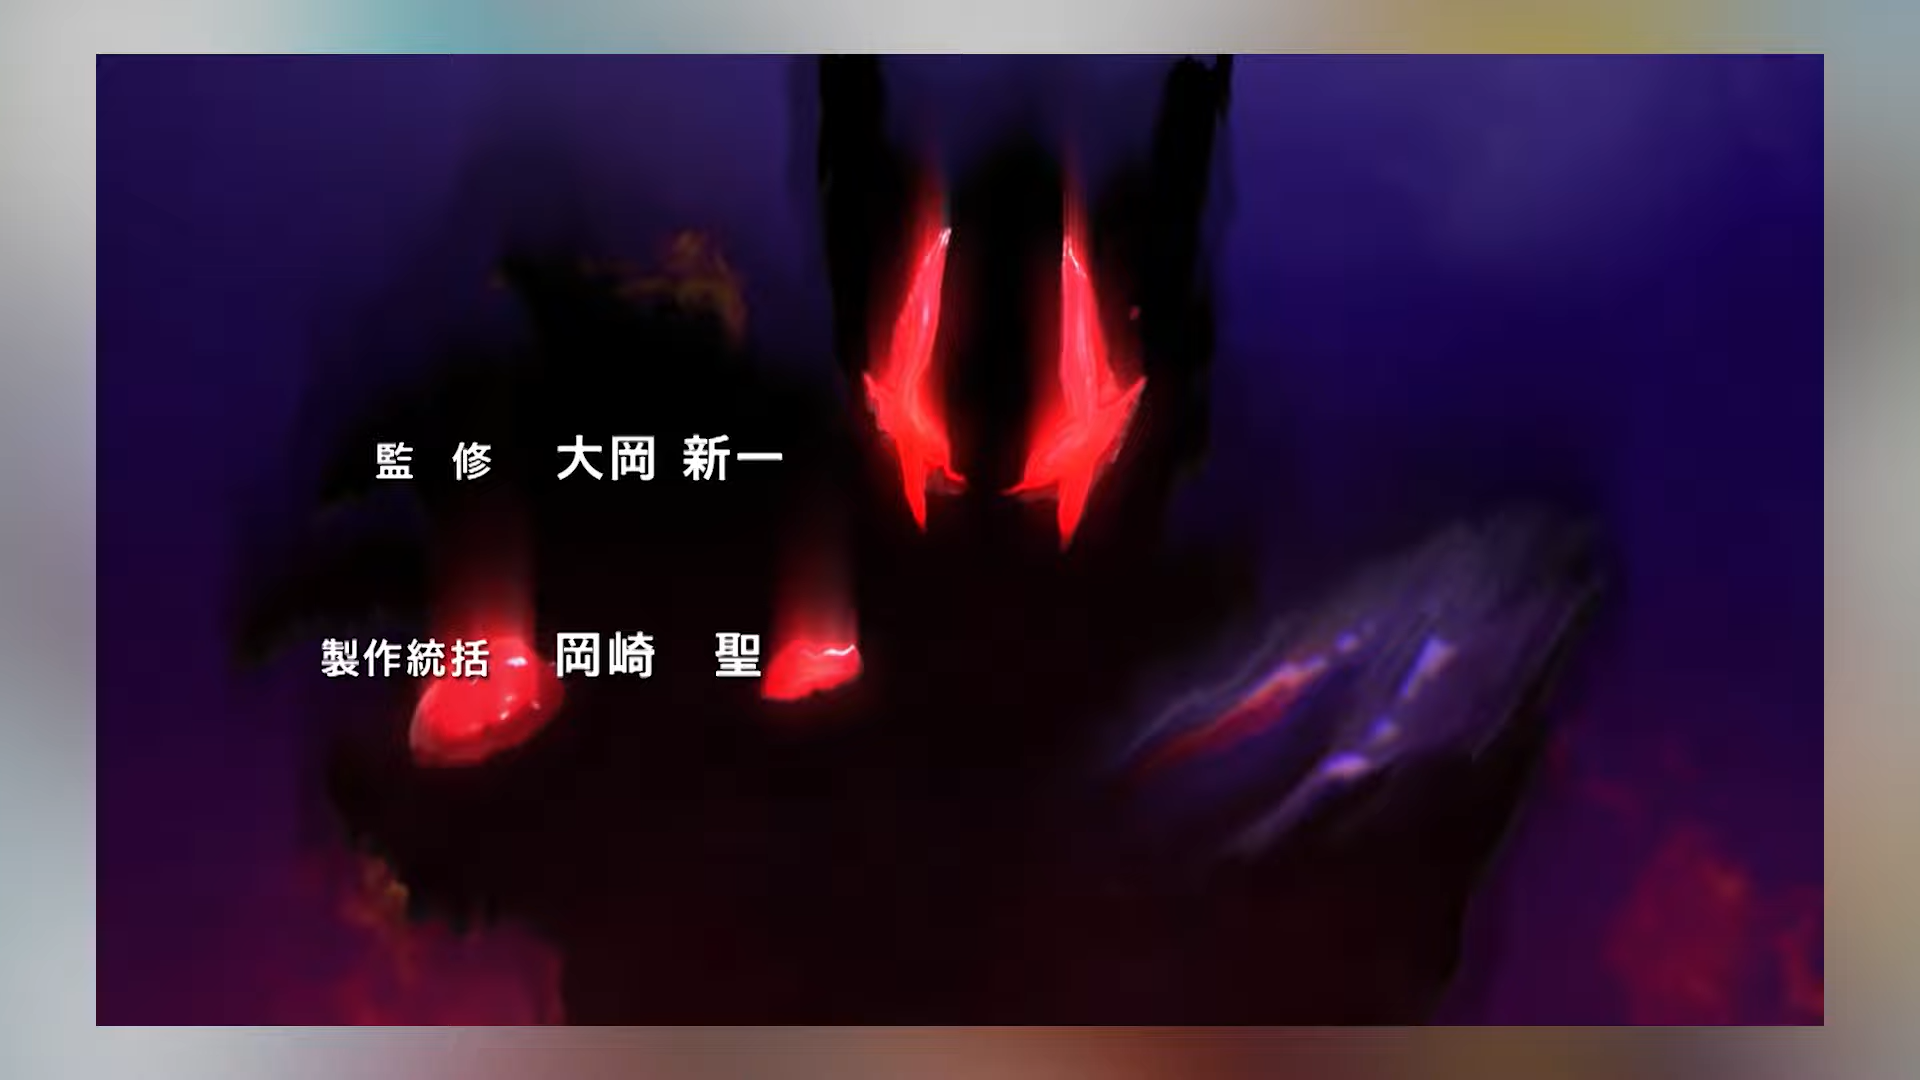 監 修 大岡 新一
製作統括 岡崎 聖